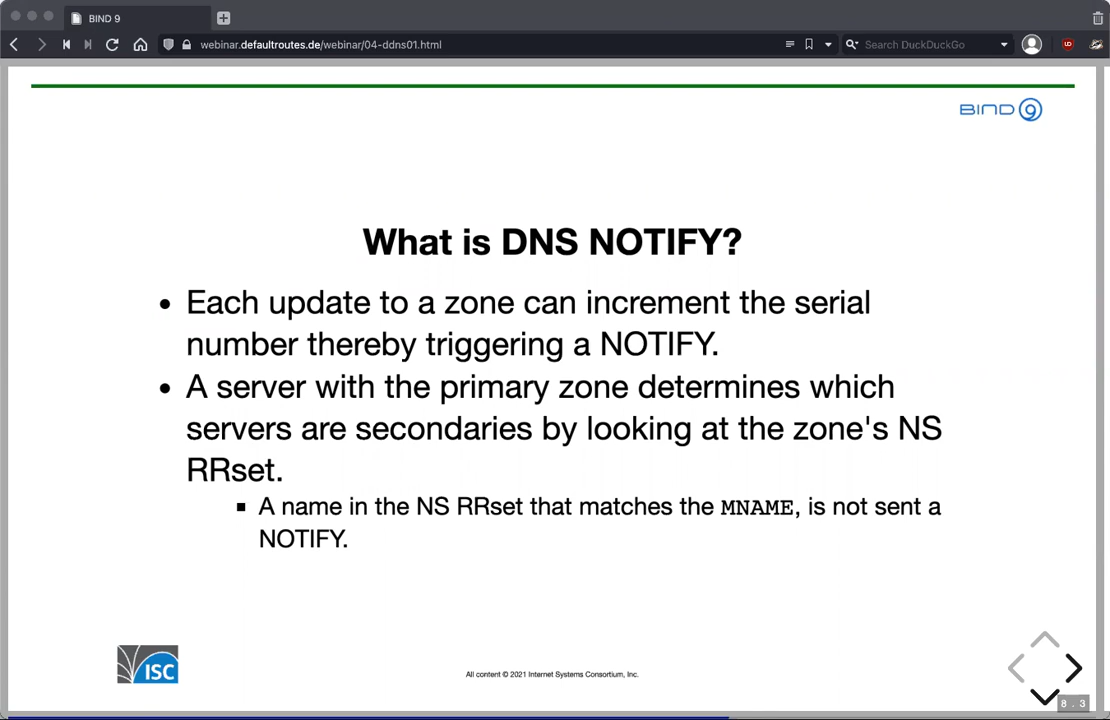 BIND 9
webinar.defaultroutes.de/webinar/04-ddns01.html
Search DuckDuckGo
BIND 9
What is DNS NOTIFY?
Each update to a zone can increment the serial
number thereby triggering a NOTIFY.
A server with the primary zone determines which
servers are secondaries by looking at the zone's NS
RRset.
A name in the NS RRset that matches the MNAME, is not sent a
NOTIFY.
ISC
All content © 2021 Internet Systems Consortium, Inc.
8 . 3